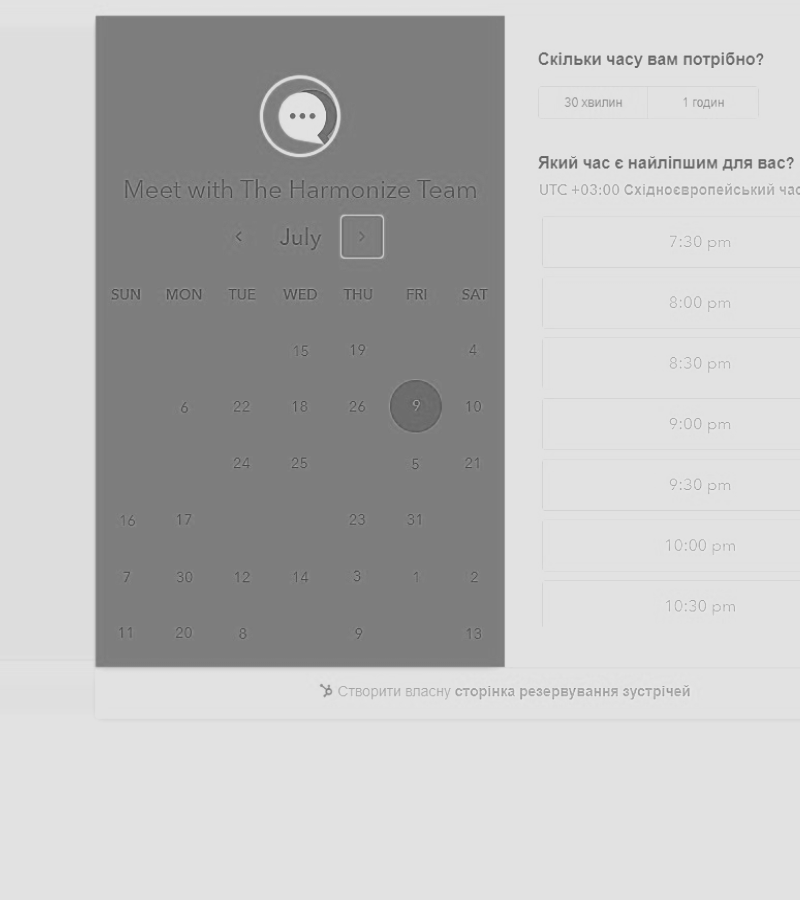 Meet with The Harmonize Team
July
SUN MON TUE WED THU FRI SAT
15 19 4
6 22 18 26 9 10
24 25 5 21
16 17 23 31
7 30 12 14 3 1 2
11 20 8 9 13
Скільки часу вам потрібно?
30 хвилин 1 годин
Який час є найліпшим для вас?
UTC +03:00 Східноєвропейський час
7:30 pm
8:00 pm
8:30 pm
9:00 pm
9:30 pm
10:00 pm
10:30 pm
Створити власну сторінка резервування зустрічей